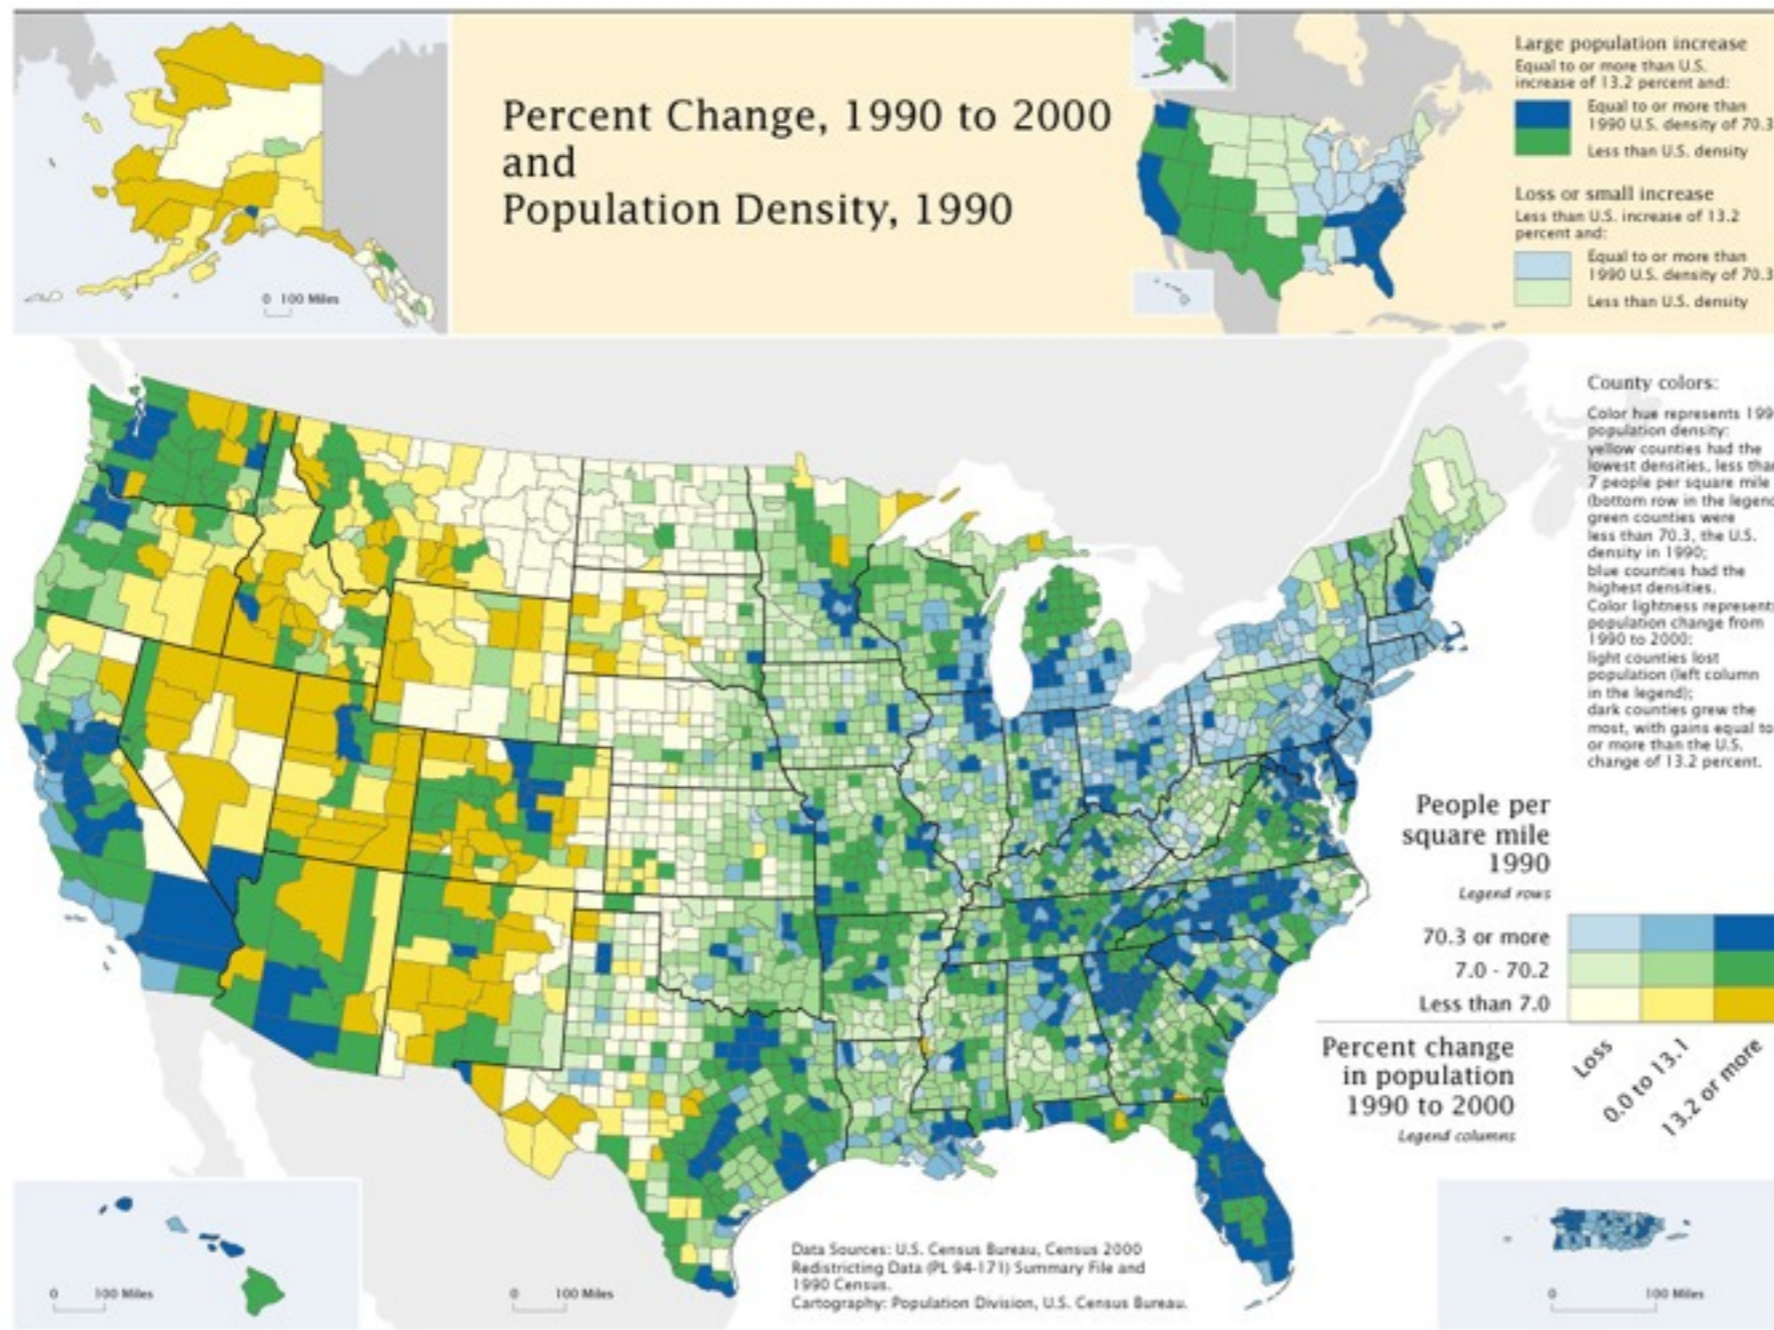 0 100 Miles
Percent Change, 1990 to 2000
and
Population Density, 1990
Large population increase
Equal to or more than U.S.
increase of 13.2 percent and:
Equal to or more than
1990 U.S. density of 70.3
Less than U.S. density
Loss or small increase
Less than U.S. increase of 13.2
percent and:
Equal to or more than
1990 U.S. density of 70.3
Less than U.S. density
County colors:
Color hue represents 199
population density:
yellow counties had the
lowest densities, less than
7 people per square mile
(bottom row in the legend
green counties were
less than 70.3, the U.S.
density in 1990;
blue counties had the
highest densities.
Color lightness represents
population change from
1990 to 2000:
light counties lost
population (left column
in the legend);
dark counties grew the
most, with gains equal to
or more than the U.S.
change of 13.2 percent.
People per
square mile
1990
Legend rows
70.3 or more
7.0 - 70.2
Less than 7.0
Percent change
in population
1990 to 2000
Legend columns
Loss
0.0 to 13.1
13.2 or more
Data Sources: U.S. Census Bureau, Census 2000
Redistricting Data (PL 94-171) Summary File and
1990 Census.
Cartography: Population Division, U.S. Census Bureau.
0 100 Miles
0 100 Miles
0 100 Miles